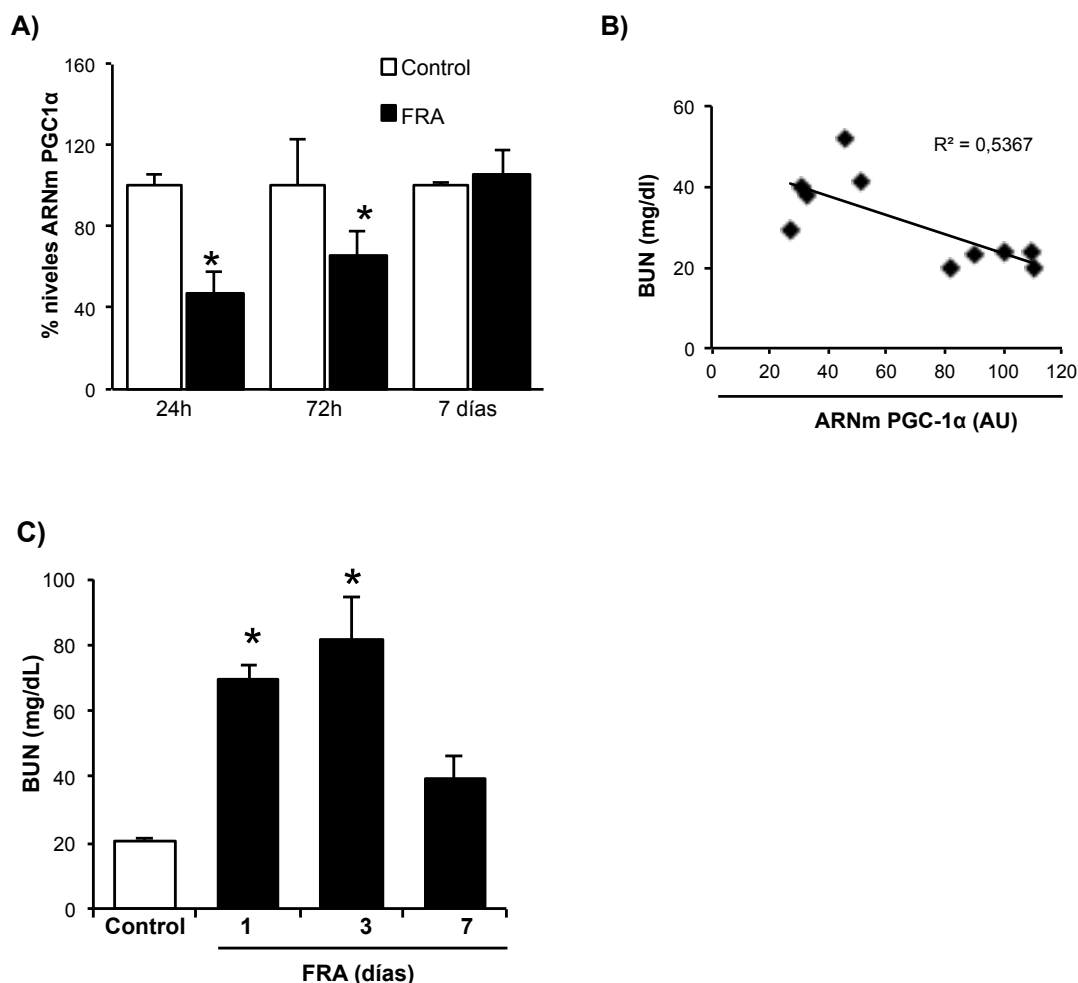 A)
% niveles ARNm PGC1α
160
120
80
40
0
Control
FRA
*
*
24h
72h
7 días
B)
BUN (mg/dl)
60
40
20
0
R² = 0,5367
0 20 40 60 80 100 120
ARNm PGC-1α (AU)
C)
BUN (mg/dL)
100
80
60
40
20
0
*
*
Control 1 3 7
FRA (días)